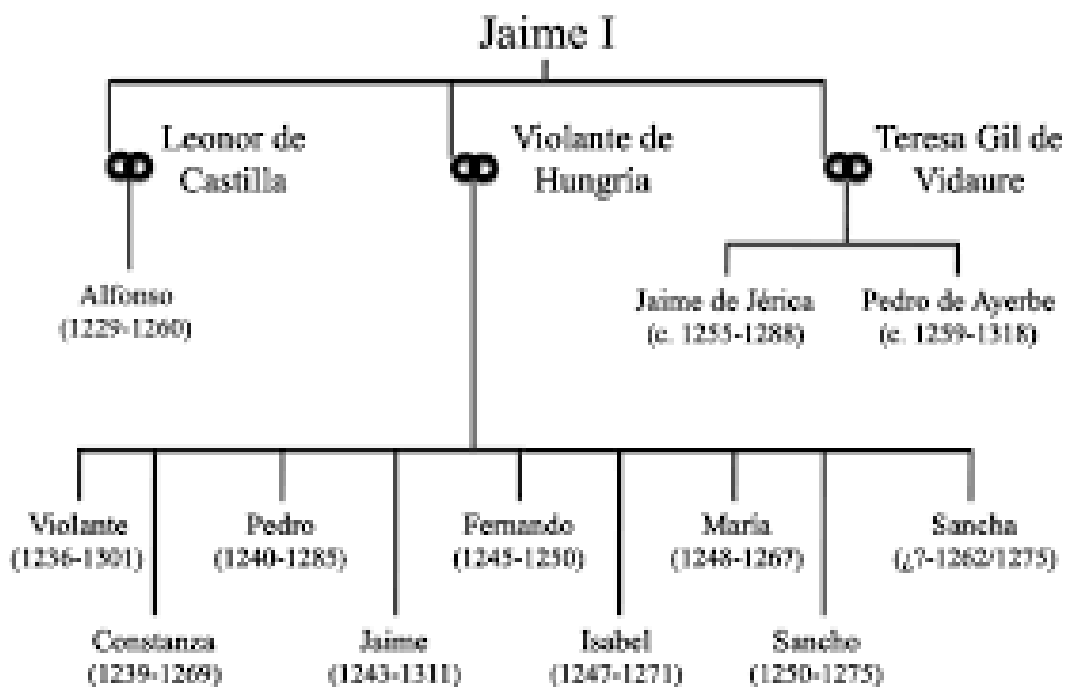 Jaime I
Leonor de
Castilla
Violante de
Hungría
Teresa Gil de
Vidaure
Alfonso
(1229-1260)
Jaime de Jérica
(c. 1255-1288)
Pedro de Ayerbe
(c. 1259-1318)
Violante
(1236-1301)
Pedro
(1240-1285)
Fernando
(1245-1250)
María
(1248-1267)
Sancha
(¿?-1262/1275)
Constanza
(1239-1269)
Jaime
(1243-1311)
Isabel
(1247-1271)
Sancho
(1250-1275)